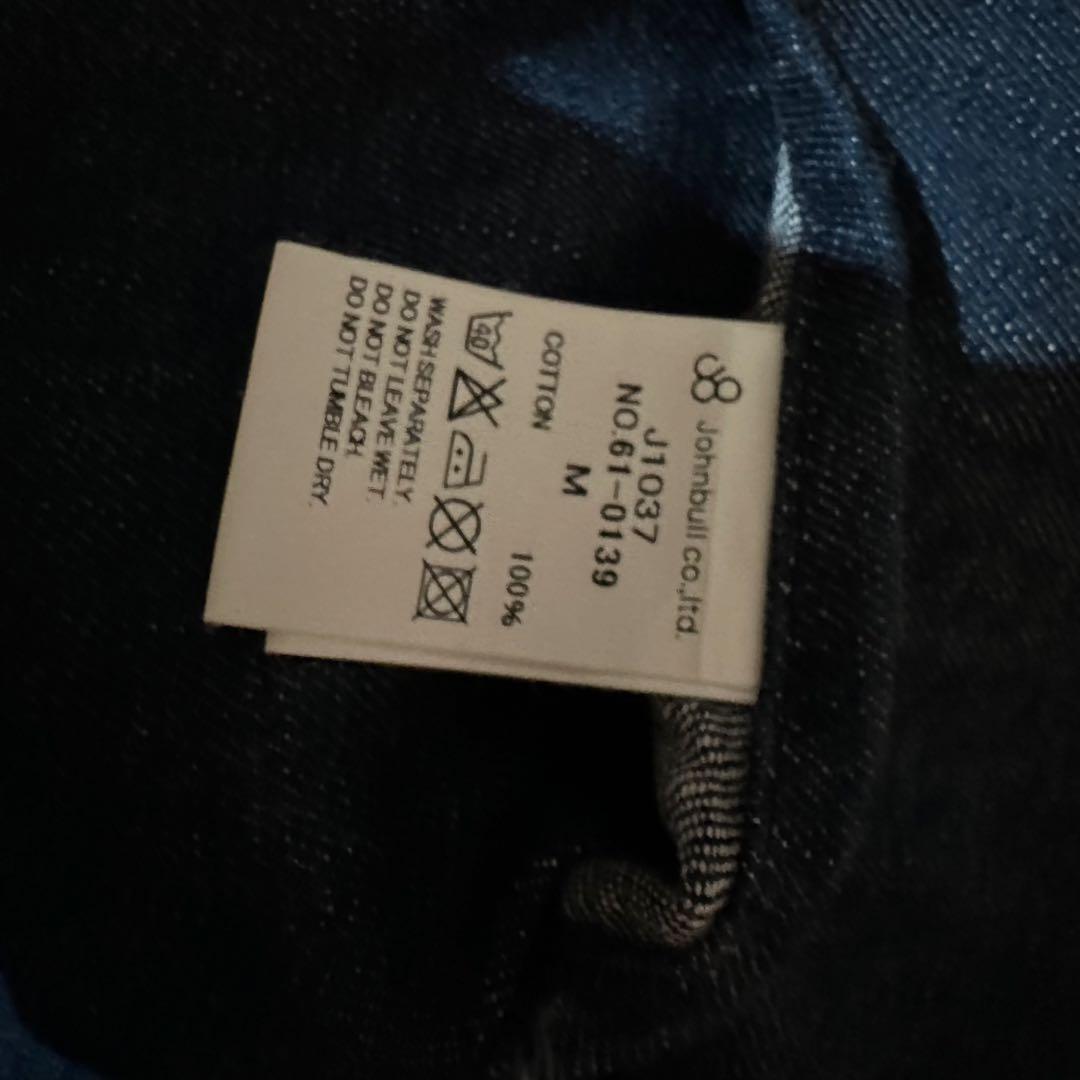 Johnbull co.,ltd.
J1037
NO.61-0139
M
COTTON 100%
40
WASH SEPARATELY.
DO NOT LEAVE WET.
DO NOT BLEACH.
DO NOT TUMBLE DRY.